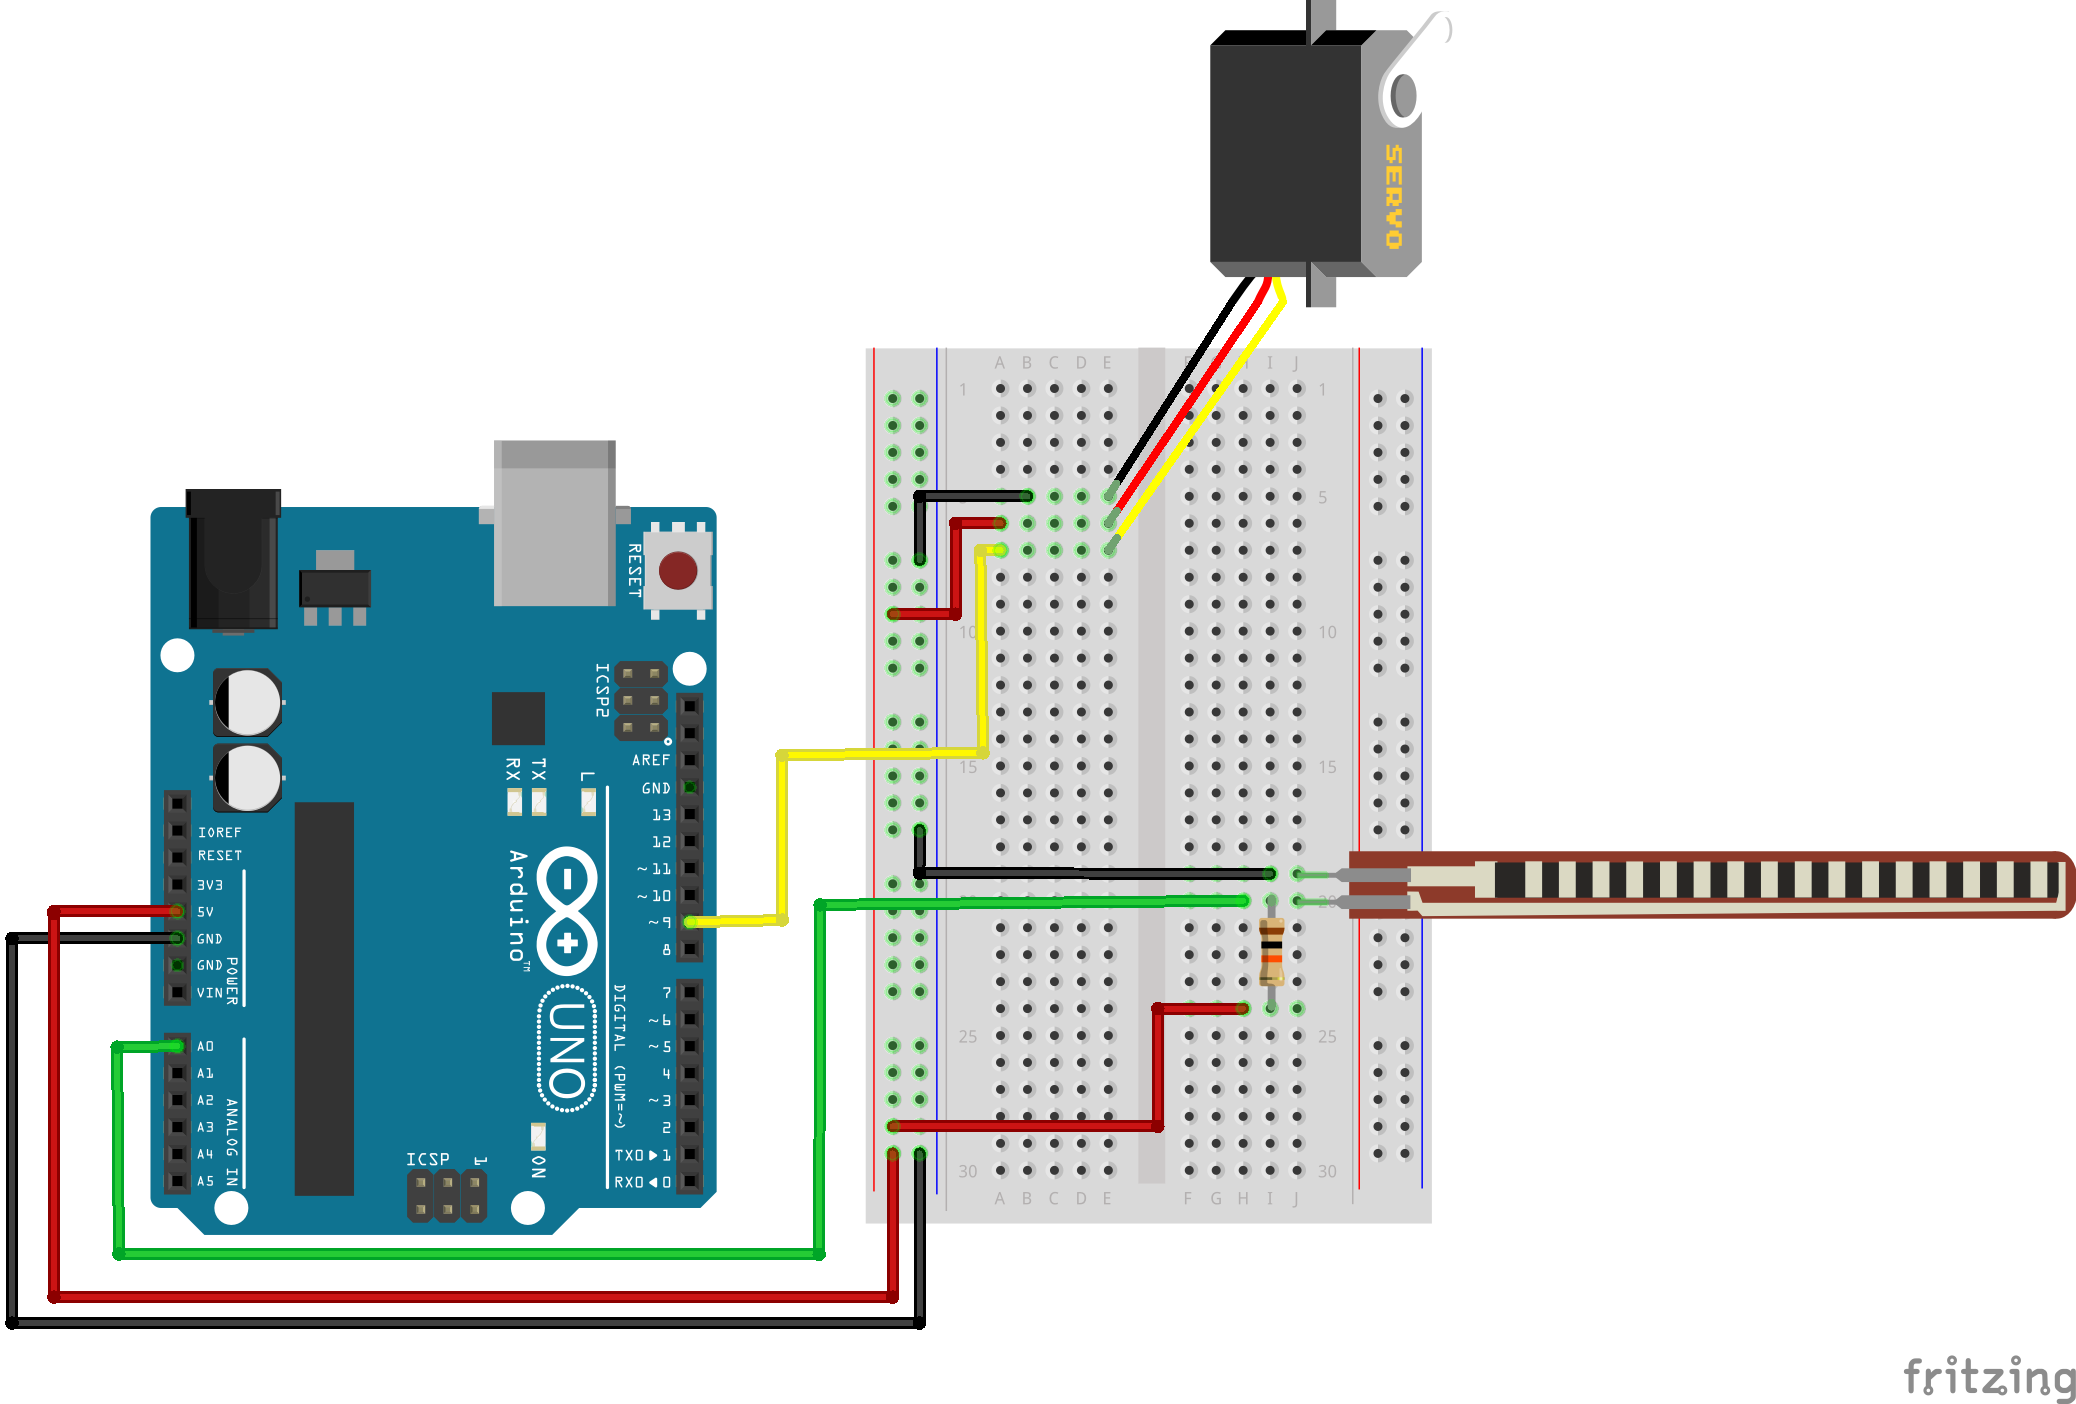 SERVO
A B C D E F I J
1 1
5 5
10 10
15 15
20
25 25
30 30
A B C D E F G H I J
RESET
ICSP2
AREF
GND
13
12
~11
~10
~9
8
7
~6
~5
4
~3
2
TX0▶1
RX0◀0
DIGITAL (PWM=~)
RX TX L
Arduino™
UNO
ON
ICSP 1
IOREF
RESET
3V3
5V
GND
GND
VIN
POWER
A0
A1
A2
A3
A4
A5
ANALOG IN
fritzing